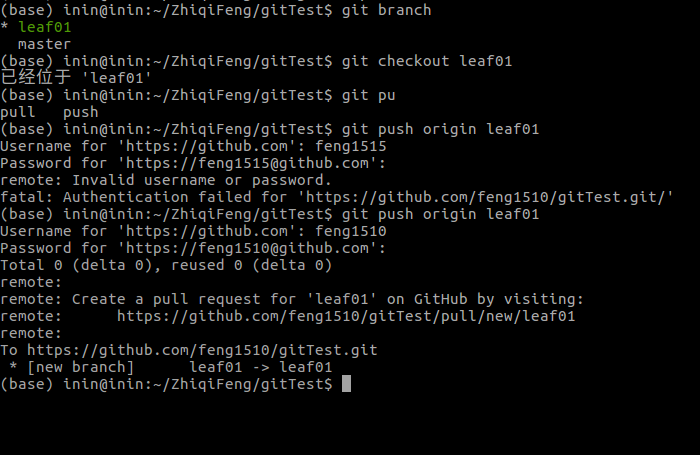 (base) inin@inin:~/ZhiqiFeng/gitTest$ git branch
* leaf01
  master
(base) inin@inin:~/ZhiqiFeng/gitTest$ git checkout leaf01
已经位于 'leaf01'
(base) inin@inin:~/ZhiqiFeng/gitTest$ git pu
pull   push
(base) inin@inin:~/ZhiqiFeng/gitTest$ git push origin leaf01
Username for 'https://github.com': feng1515
Password for 'https://feng1515@github.com':
remote: Invalid username or password.
fatal: Authentication failed for 'https://github.com/feng1510/gitTest.git/'
(base) inin@inin:~/ZhiqiFeng/gitTest$ git push origin leaf01
Username for 'https://github.com': feng1510
Password for 'https://feng1510@github.com':
Total 0 (delta 0), reused 0 (delta 0)
remote:
remote: Create a pull request for 'leaf01' on GitHub by visiting:
remote:      https://github.com/feng1510/gitTest/pull/new/leaf01
remote:
To https://github.com/feng1510/gitTest.git
 * [new branch]      leaf01 -> leaf01
(base) inin@inin:~/ZhiqiFeng/gitTest$